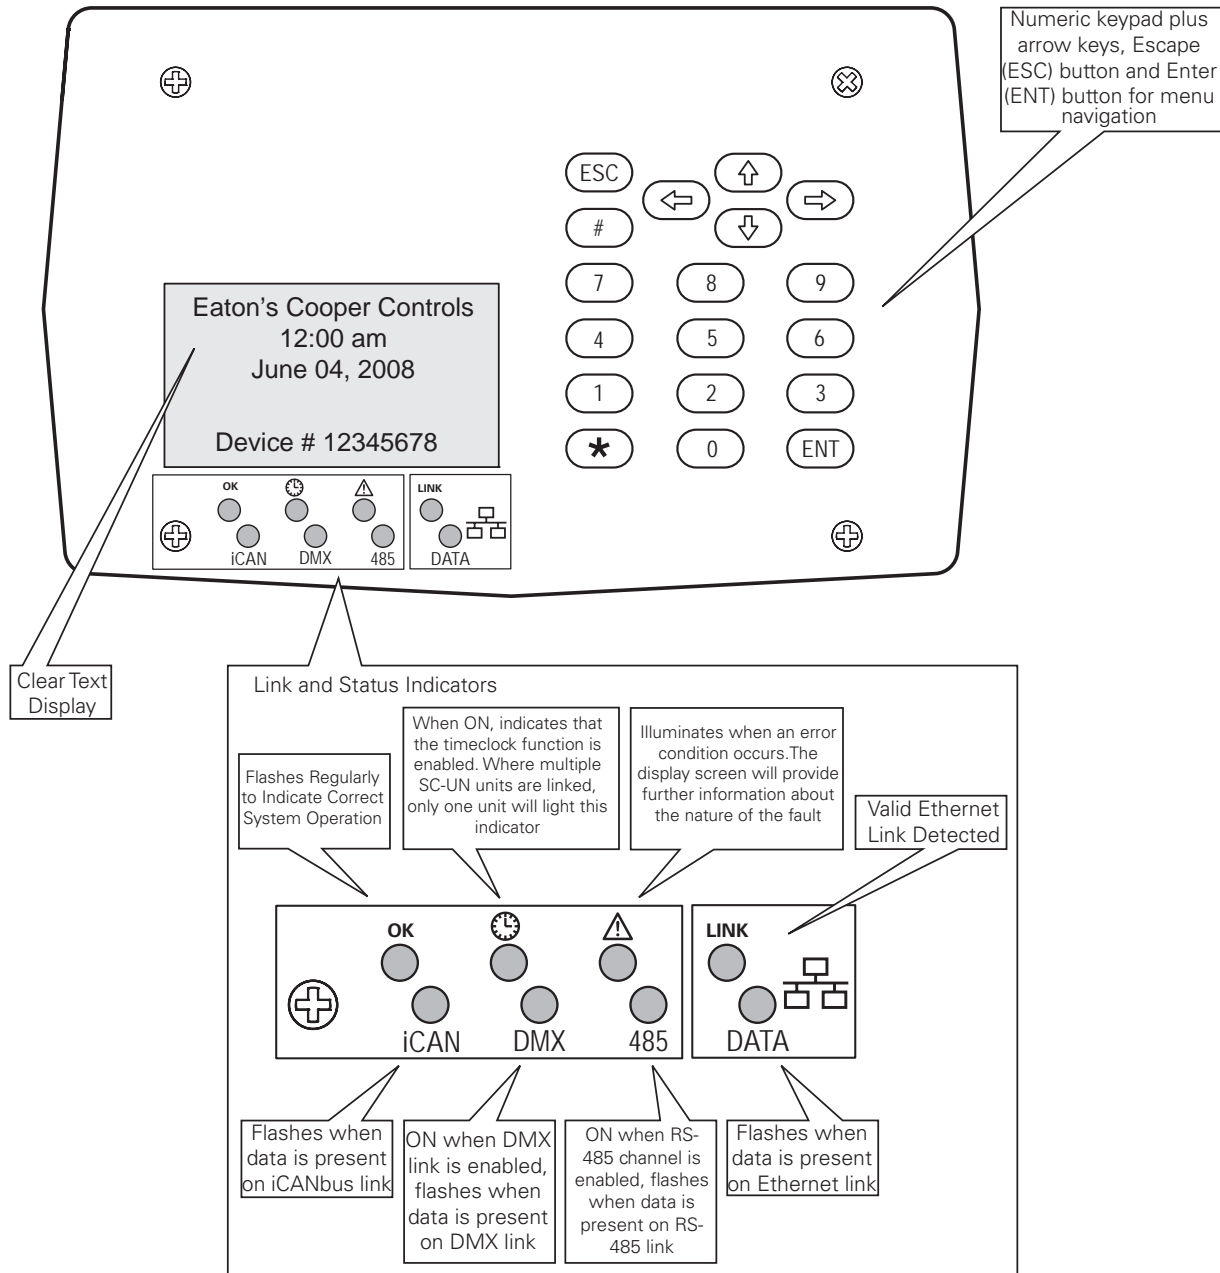 Numeric keypad plus
arrow keys, Escape
(ESC) button and Enter
(ENT) button for menu
navigation
ESC
#
7 8 9
4 5 6
1 2 3
* 0 ENT
Eaton's Cooper Controls
12:00 am
June 04, 2008
Device # 12345678
OK LINK
iCAN DMX 485 DATA
Clear Text
Display
Link and Status Indicators
Flashes Regularly
to Indicate Correct
System Operation
When ON, indicates that
the timeclock function is
enabled. Where multiple
SC-UN units are linked,
only one unit will light this
indicator
Illuminates when an error
condition occurs.The
display screen will provide
further information about
the nature of the fault
Valid Ethernet
Link Detected
OK LINK
iCAN DMX 485 DATA
Flashes when
data is present
on iCANbus link
ON when DMX
link is enabled,
flashes when
data is present
on DMX link
ON when RS-
485 channel is
enabled, flashes
when data is
present on RS-
485 link
Flashes when
data is present
on Ethernet link